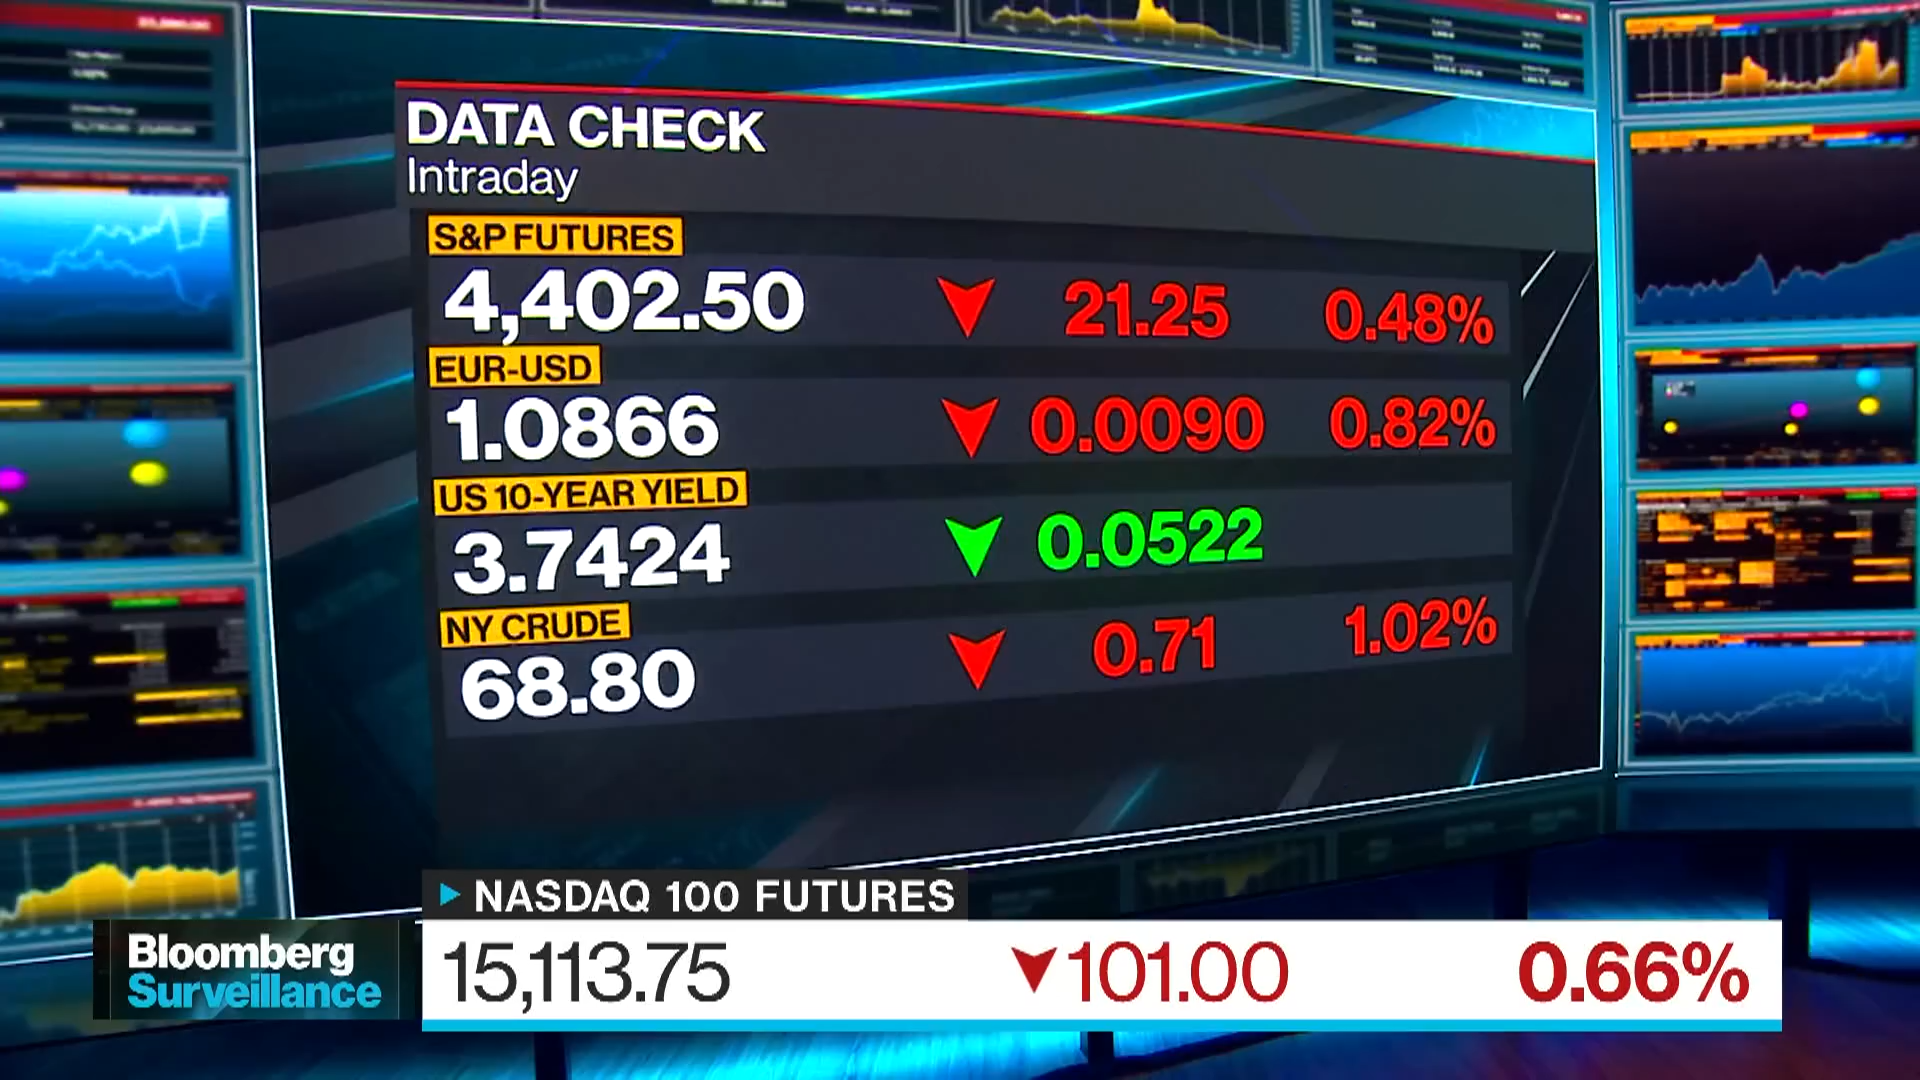 DATA CHECK
Intraday
S&P FUTURES
4,402.50 ▼ 21.25 0.48%
EUR-USD
1.0866 ▼ 0.0090 0.82%
US 10-YEAR YIELD
3.7424 ▼ 0.0522
NY CRUDE
68.80 ▼ 0.71 1.02%
NASDAQ 100 FUTURES
15,113.75 ▼ 101.00 0.66%
Bloomberg
Surveillance